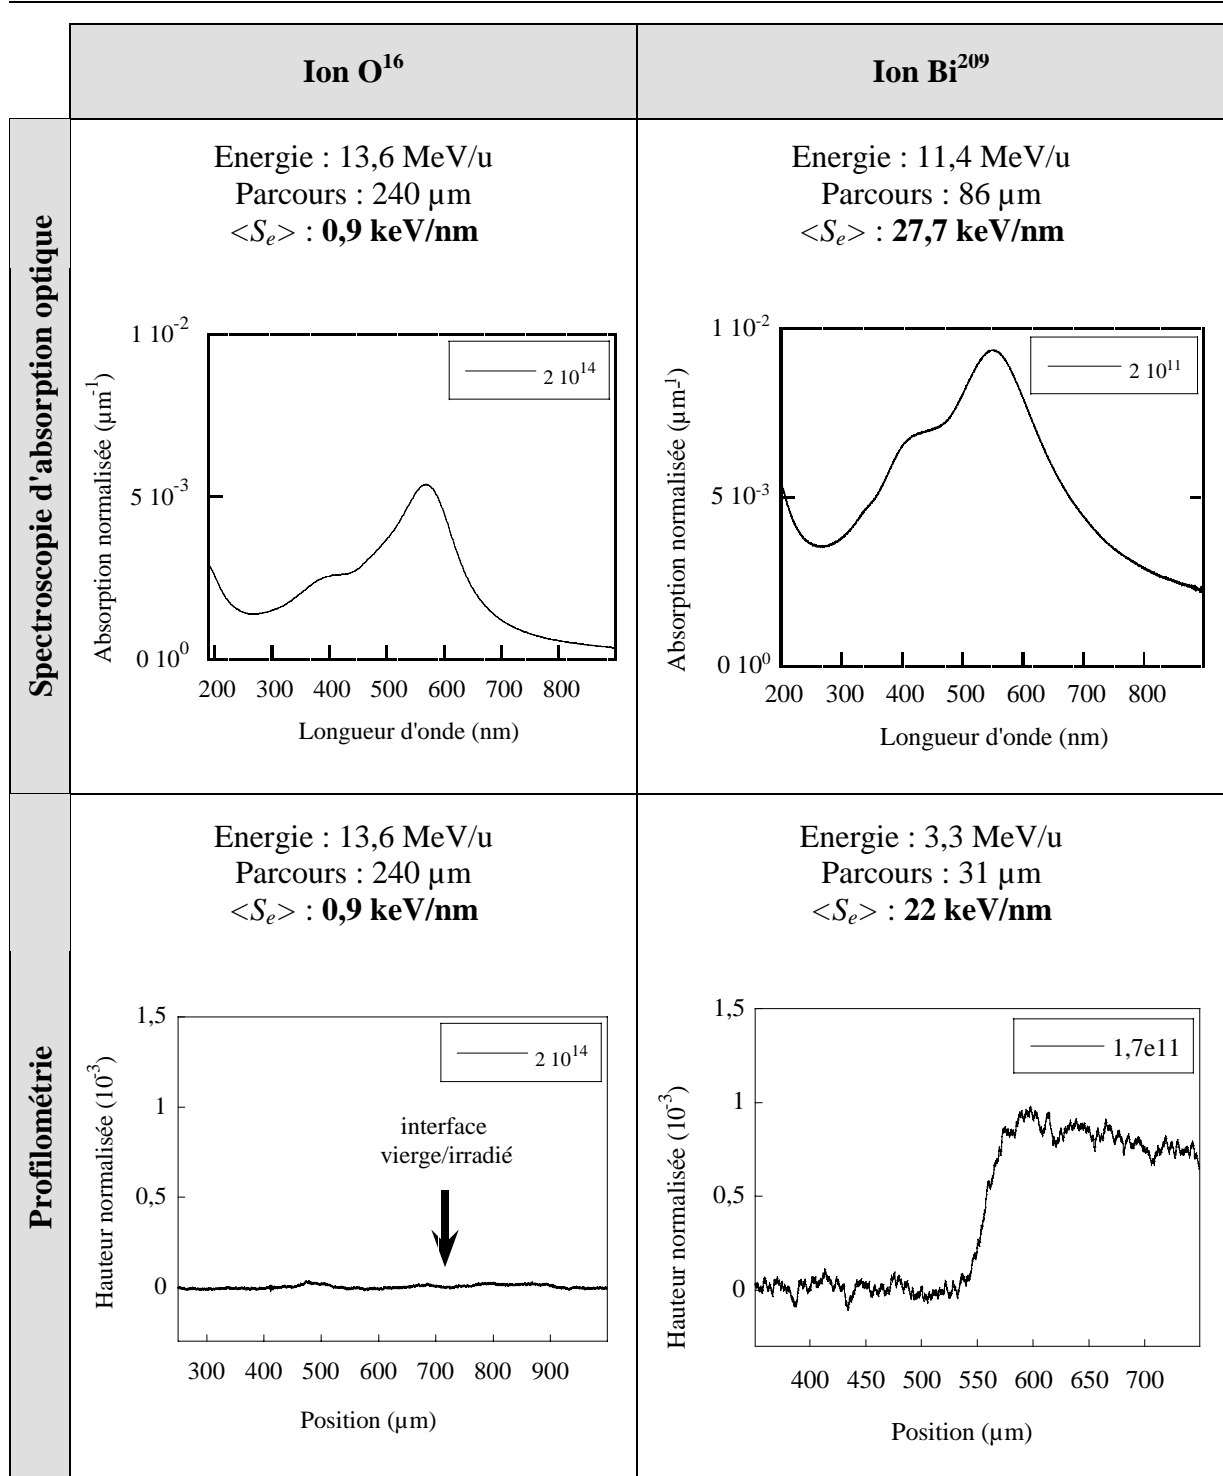 Ion O16
Ion Bi209
Spectroscopie d'absorption optique
Energie : 13,6 MeV/u
Parcours : 240 µm
<Se> : 0,9 keV/nm
1 10-2
5 10-3
0 100
Absorption normalisée (µm-1)
2 1014
200 300 400 500 600 700 800
Longueur d'onde (nm)
Energie : 11,4 MeV/u
Parcours : 86 µm
<Se> : 27,7 keV/nm
1 10-2
5 10-3
0 100
Absorption normalisée (µm-1)
2 1011
200 300 400 500 600 700 800
Longueur d'onde (nm)
Profilométrie
Energie : 13,6 MeV/u
Parcours : 240 µm
<Se> : 0,9 keV/nm
1,5
1
0,5
0
Hauteur normalisée (10-3)
2 1014
interface
vierge/irradié
300 400 500 600 700 800 900
Position (µm)
Energie : 3,3 MeV/u
Parcours : 31 µm
<Se> : 22 keV/nm
1,5
1
0,5
0
Hauteur normalisée (10-3)
1,7e11
400 450 500 550 600 650 700
Position (µm)